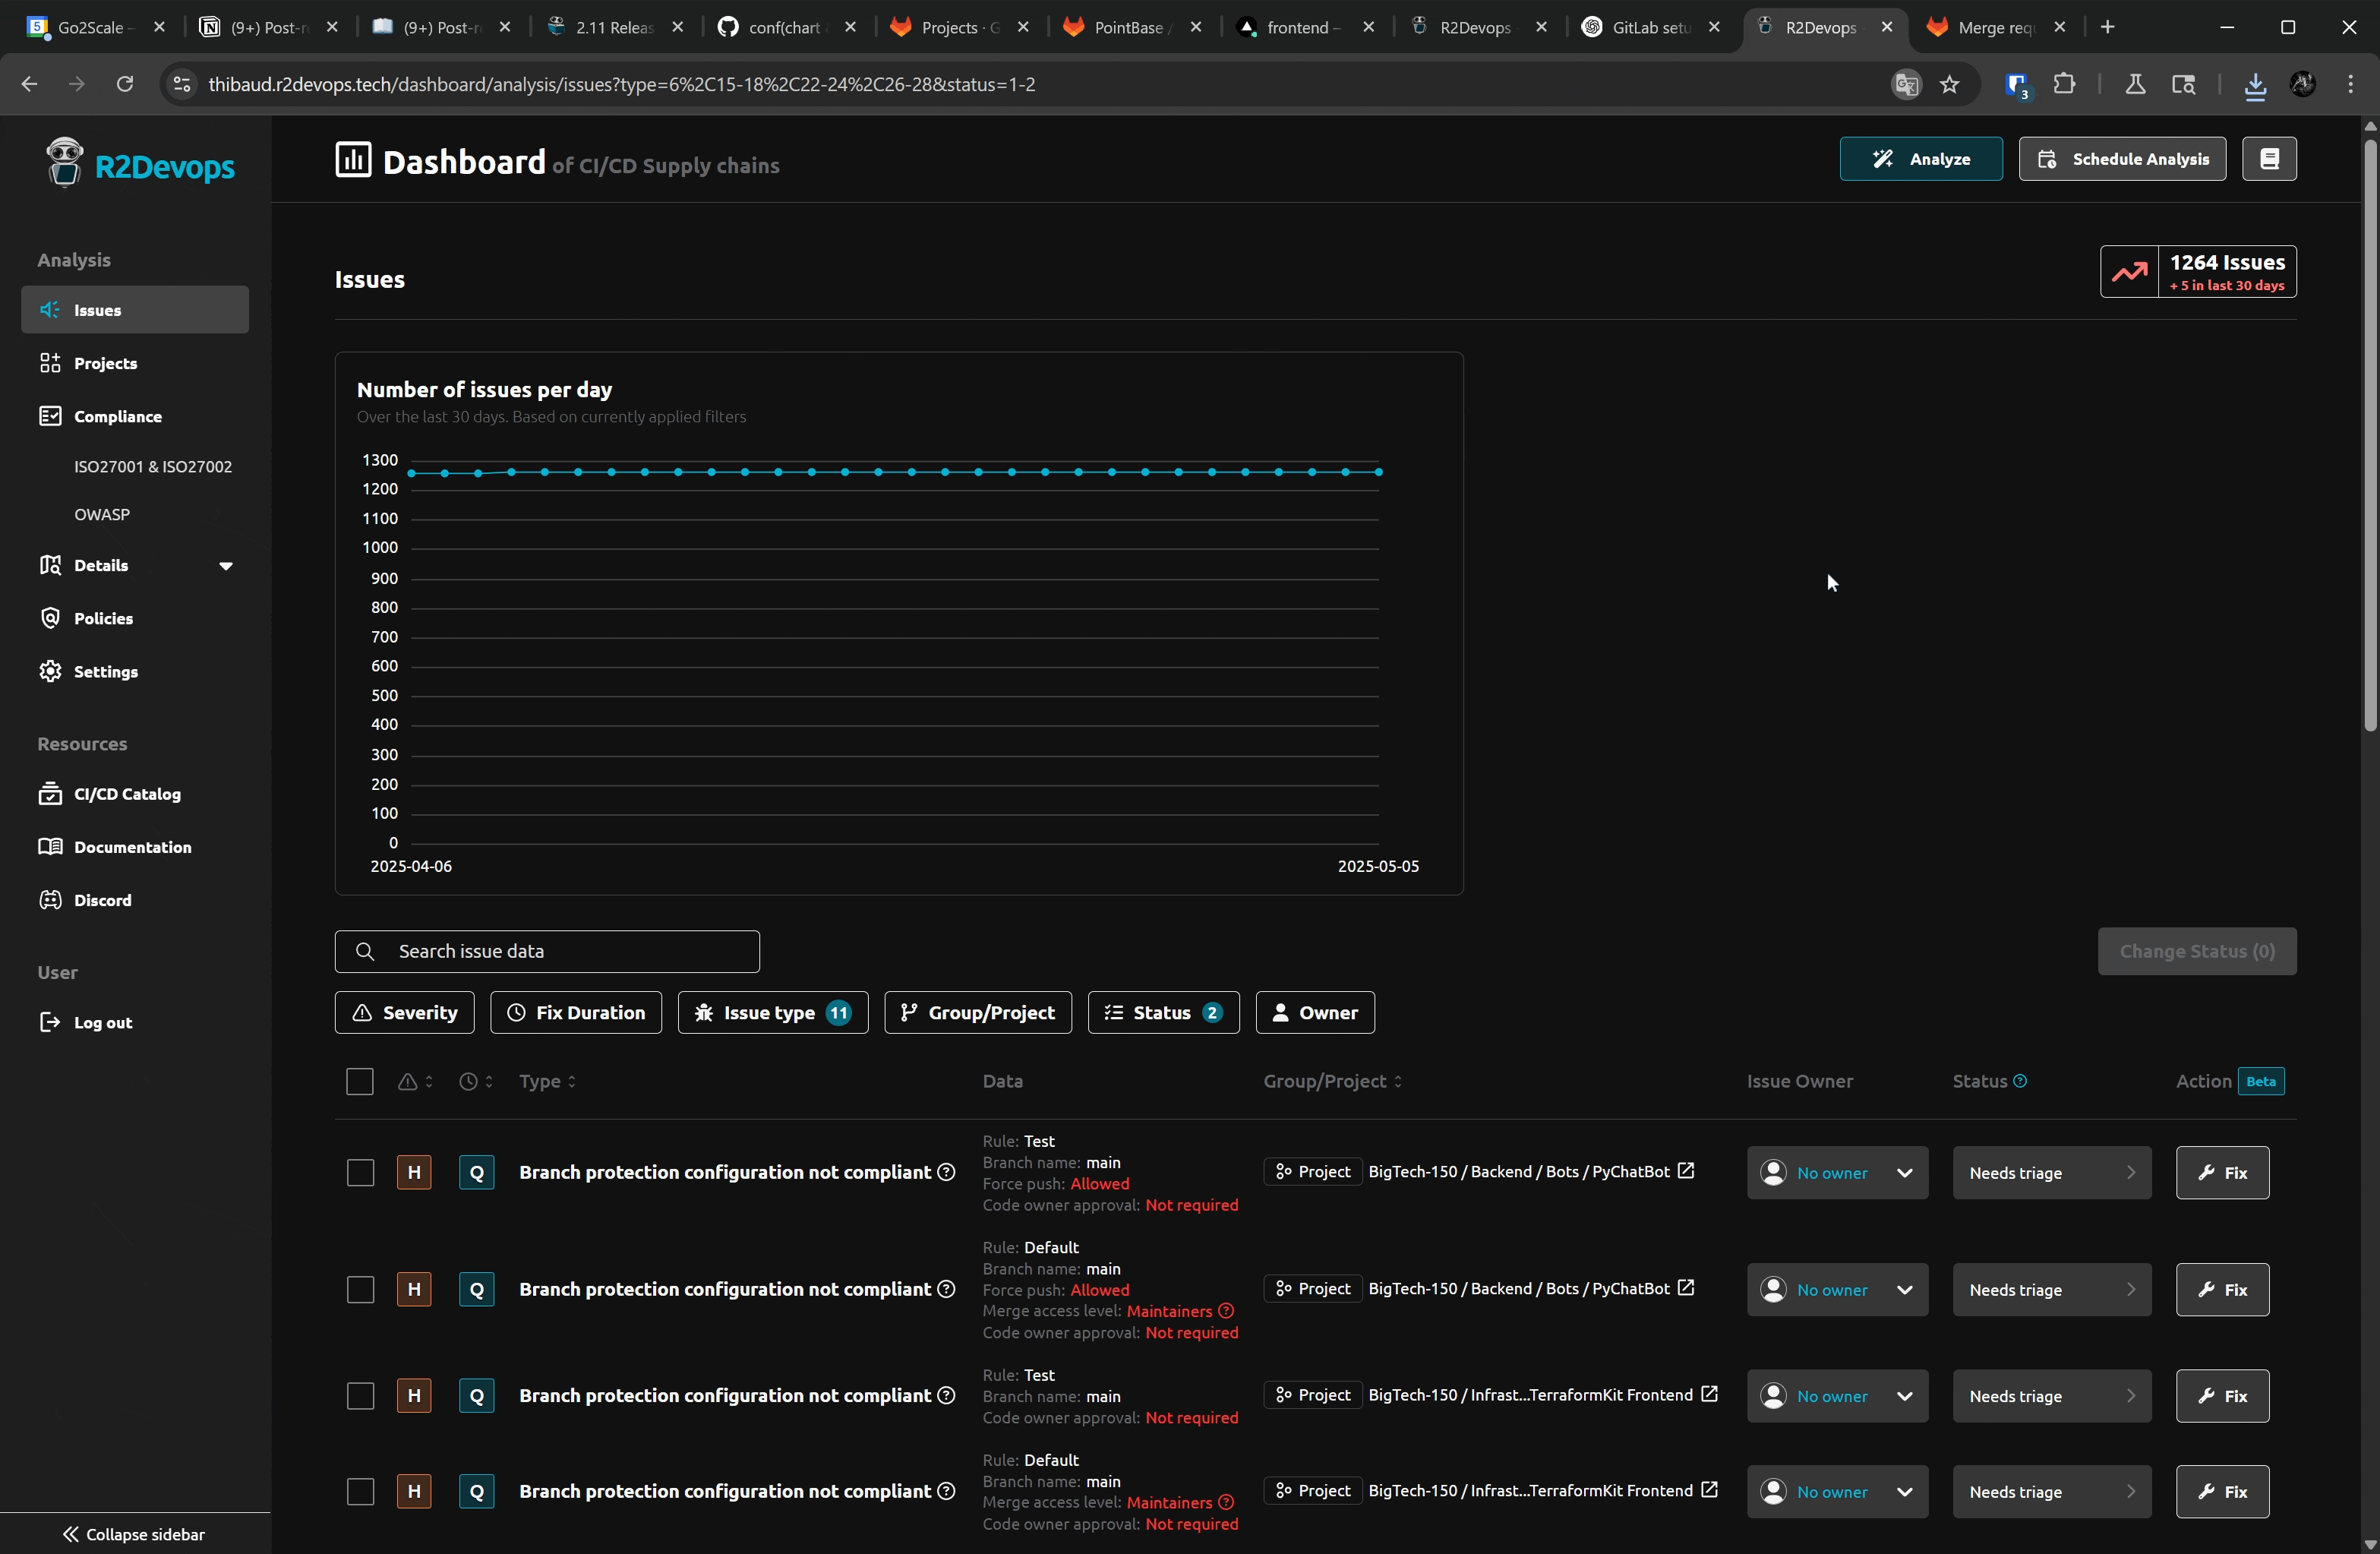 5 Go2Scale -
(9+) Post-r
(9+) Post-r
2.11 Releas
conf(chart
Projects · G
PointBase /
frontend –
R2Devops
GitLab setu
R2Devops
Merge req
thibaud.r2devops.tech/dashboard/analysis/issues?type=6%2C15-18%2C22-24%2C26-28&status=1-2
3
R2Devops
Dashboard of CI/CD Supply chains
Analyze
Schedule Analysis
Analysis
Issues
Projects
Compliance
ISO27001 & ISO27002
OWASP
Details
Policies
Settings
Resources
CI/CD Catalog
Documentation
Discord
User
Log out
Collapse sidebar
Issues
1264 Issues
+ 5 in last 30 days
Number of issues per day
Over the last 30 days. Based on currently applied filters
1300
1200
1100
1000
900
800
700
600
500
400
300
200
100
0
2025-04-06
2025-05-05
Search issue data
Change Status (0)
Severity
Fix Duration
Issue type 11
Group/Project
Status 2
Owner
Type
Data
Group/Project
Issue Owner
Status
Action Beta
H
Q
Branch protection configuration not compliant
Rule: Test
Branch name: main
Force push: Allowed
Code owner approval: Not required
Project
BigTech-150 / Backend / Bots / PyChatBot
No owner
Needs triage
Fix
H
Q
Branch protection configuration not compliant
Rule: Default
Branch name: main
Force push: Allowed
Merge access level: Maintainers
Code owner approval: Not required
Project
BigTech-150 / Backend / Bots / PyChatBot
No owner
Needs triage
Fix
H
Q
Branch protection configuration not compliant
Rule: Test
Branch name: main
Code owner approval: Not required
Project
BigTech-150 / Infrast...TerraformKit Frontend
No owner
Needs triage
Fix
H
Q
Branch protection configuration not compliant
Rule: Default
Branch name: main
Merge access level: Maintainers
Code owner approval: Not required
Project
BigTech-150 / Infrast...TerraformKit Frontend
No owner
Needs triage
Fix